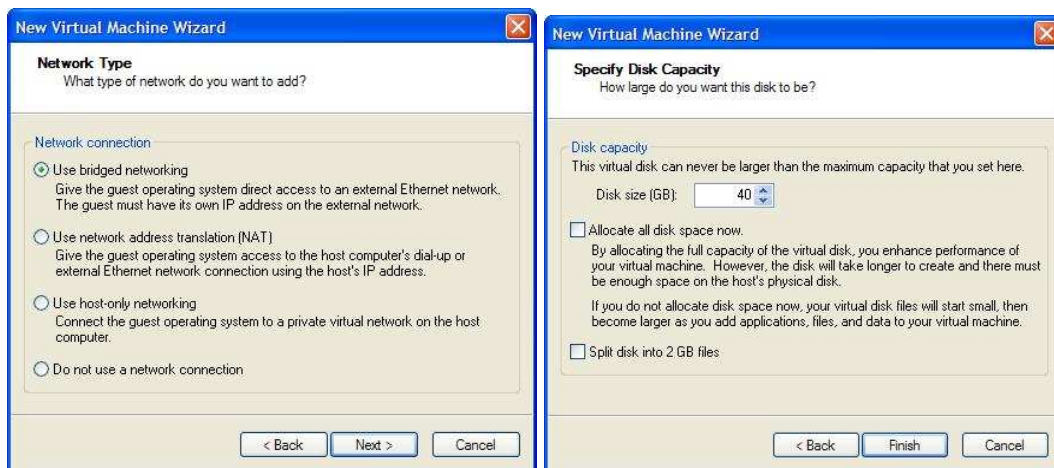 New Virtual Machine Wizard
Network Type
What type of network do you want to add?
Network connection
Use bridged networking
Give the guest operating system direct access to an external Ethernet network.
The guest must have its own IP address on the external network.
Use network address translation (NAT)
Give the guest operating system access to the host computer's dial-up or
external Ethernet network connection using the host's IP address.
Use host-only networking
Connect the guest operating system to a private virtual network on the host
computer.
Do not use a network connection
< Back
Next >
Cancel
New Virtual Machine Wizard
Specify Disk Capacity
How large do you want this disk to be?
Disk capacity
This virtual disk can never be larger than the maximum capacity that you set here.
Disk size (GB): 40
Allocate all disk space now.
By allocating the full capacity of the virtual disk, you enhance performance of
your virtual machine. However, the disk will take longer to create and there must
be enough space on the host's physical disk.
If you do not allocate disk space now, your virtual disk files will start small, then
become larger as you add applications, files, and data to your virtual machine.
Split disk into 2 GB files
< Back
Finish
Cancel